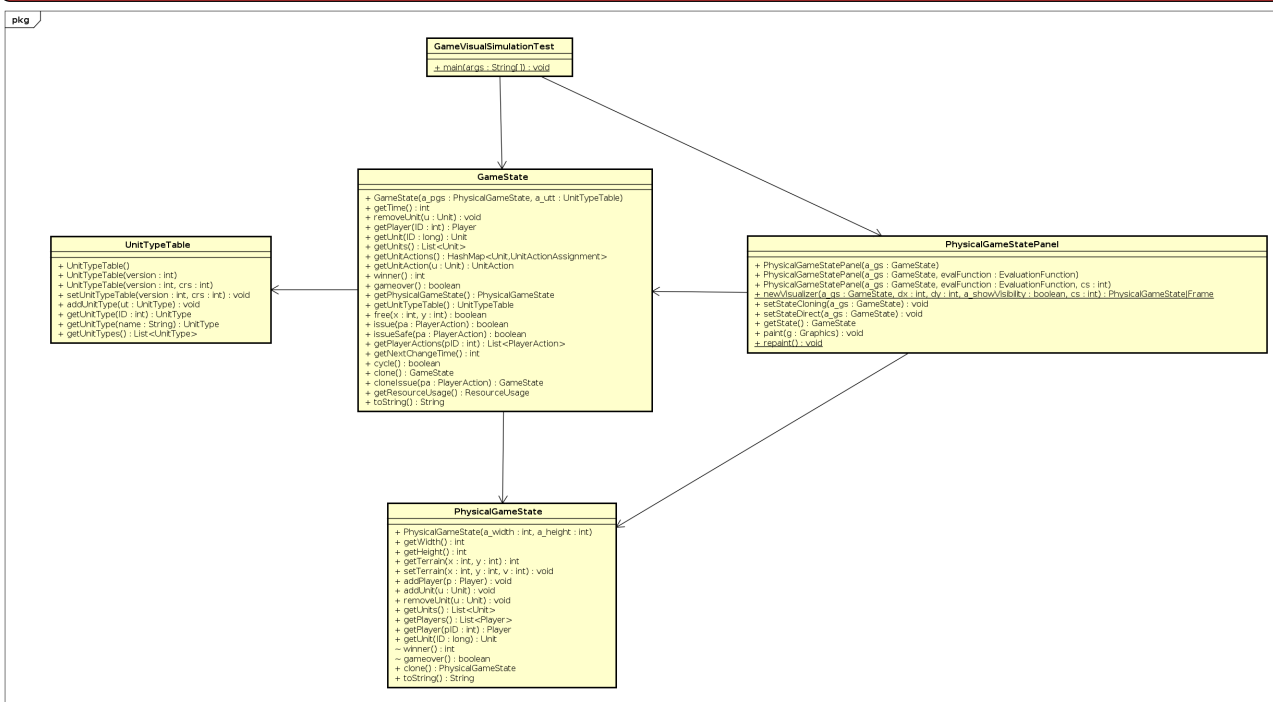 pkg
GameVisualSimulationTest
+ main(args : String[]) : void
GameState
+ GameState(a_pgs : PhysicalGameState, a_utt : UnitTypeTable)
+ getTime() : int
+ removeUnit(u : Unit) : void
+ getPlayer(ID : int) : Player
+ getUnit(ID : long) : Unit
+ getUnits() : List<Unit>
+ getUnitActions() : HashMap<Unit,UnitActionAssignment>
+ getUnitAction(u : Unit) : UnitAction
+ winner() : int
+ gameover() : boolean
+ getPhysicalGameState() : PhysicalGameState
+ getUnitTypeTable() : UnitTypeTable
+ free(x : int, y : int) : boolean
+ issue(pa : PlayerAction) : boolean
+ issueSafe(pa : PlayerAction) : boolean
+ getPlayerActions(pID : int) : List<PlayerAction>
+ getNextChangeTime() : int
+ cycle() : boolean
+ clone() : GameState
+ cloneIssue(pa : PlayerAction) : GameState
+ getResourceUsage() : ResourceUsage
+ toString() : String
UnitTypeTable
+ UnitTypeTable()
+ UnitTypeTable(version : int)
+ UnitTypeTable(version : int, crs : int)
+ setUnitTypeTable(version : int, crs : int) : void
+ addUnitType(ut : UnitType) : void
+ getUnitType(ID : int) : UnitType
+ getUnitType(name : String) : UnitType
+ getUnitTypes() : List<UnitType>
PhysicalGameStatePanel
+ PhysicalGameStatePanel(a_gs : GameState)
+ PhysicalGameStatePanel(a_gs : GameState, evalFunction : EvaluationFunction)
+ PhysicalGameStatePanel(a_gs : GameState, evalFunction : EvaluationFunction, cs : int)
+ newVisualizer(a_gs : GameState, dx : int, dy : int, a_showVisibility : boolean, cs : int) : PhysicalGameStateJFrame
+ setStateCloning(a_gs : GameState) : void
+ setStateDirect(a_gs : GameState) : void
+ getState() : GameState
+ paint(g : Graphics) : void
+ repaint() : void
PhysicalGameState
+ PhysicalGameState(a_width : int, a_height : int)
+ getWidth() : int
+ getHeight() : int
+ getTerrain(x : int, y : int) : int
+ setTerrain(x : int, y : int, v : int) : void
+ addPlayer(p : Player) : void
+ addUnit(u : Unit) : void
+ removeUnit(u : Unit) : void
+ getUnits() : List<Unit>
+ getPlayers() : List<Player>
+ getPlayer(pID : int) : Player
+ getUnit(ID : long) : Unit
~ winner() : int
~ gameover() : boolean
+ clone() : PhysicalGameState
+ toString() : String